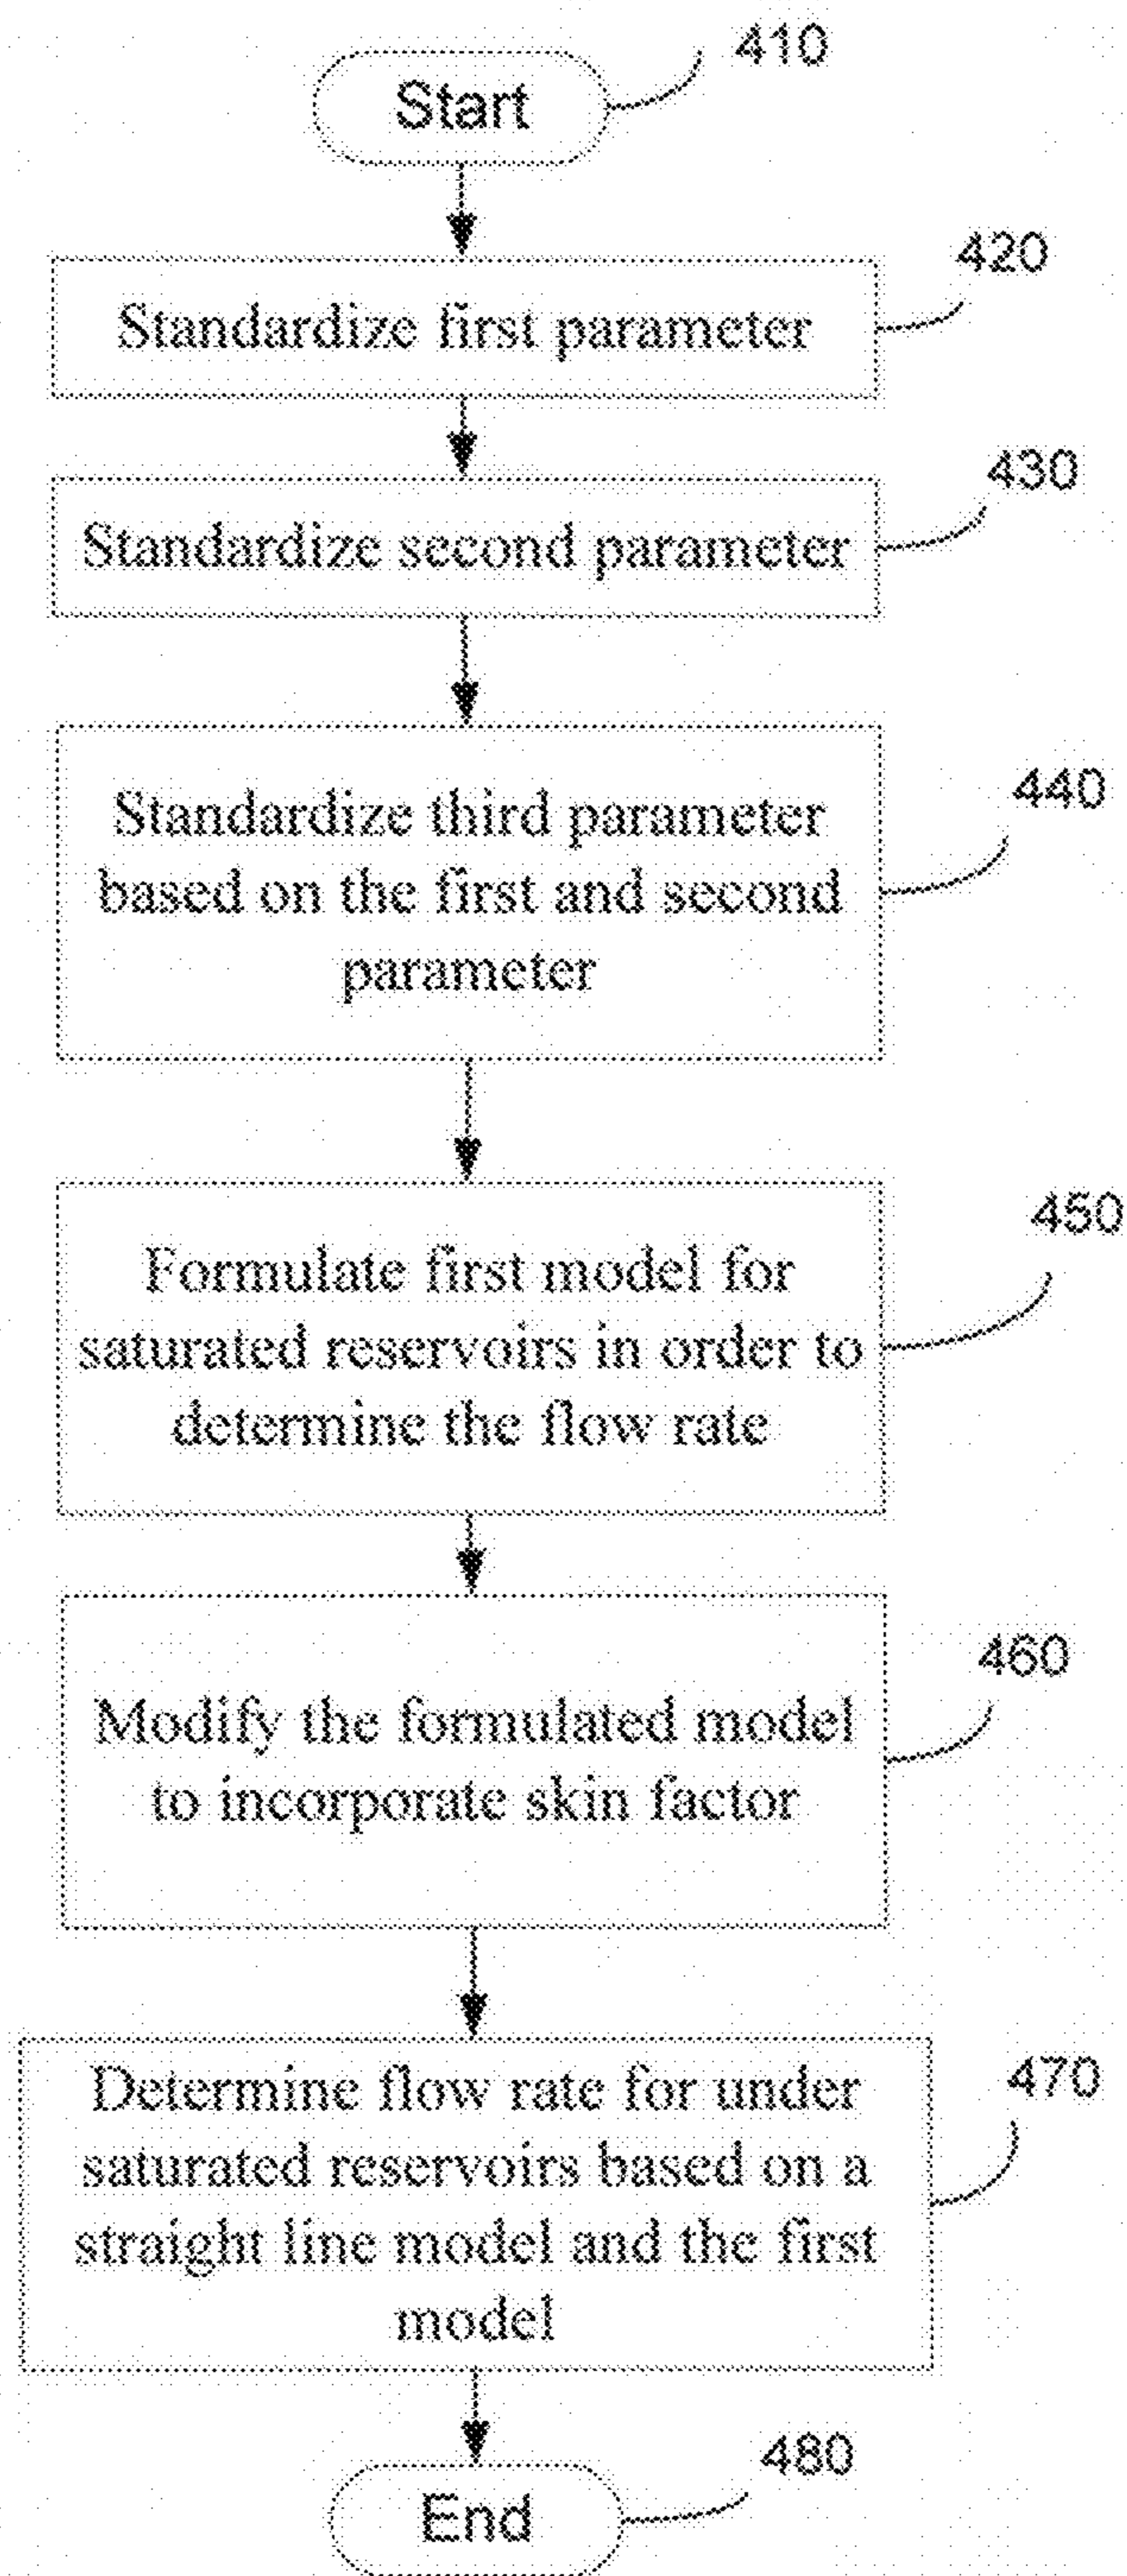 410
Start
420
Standardize first parameter
430
Standardize second parameter
440
Standardize third parameter
based on the first and second
parameter
450
Formulate first model for
saturated reservoirs in order to
determine the flow rate
460
Modify the formulated model
to incorporate skin factor
470
Determine flow rate for under
saturated reservoirs based on a
straight line model and the first
model
480
End